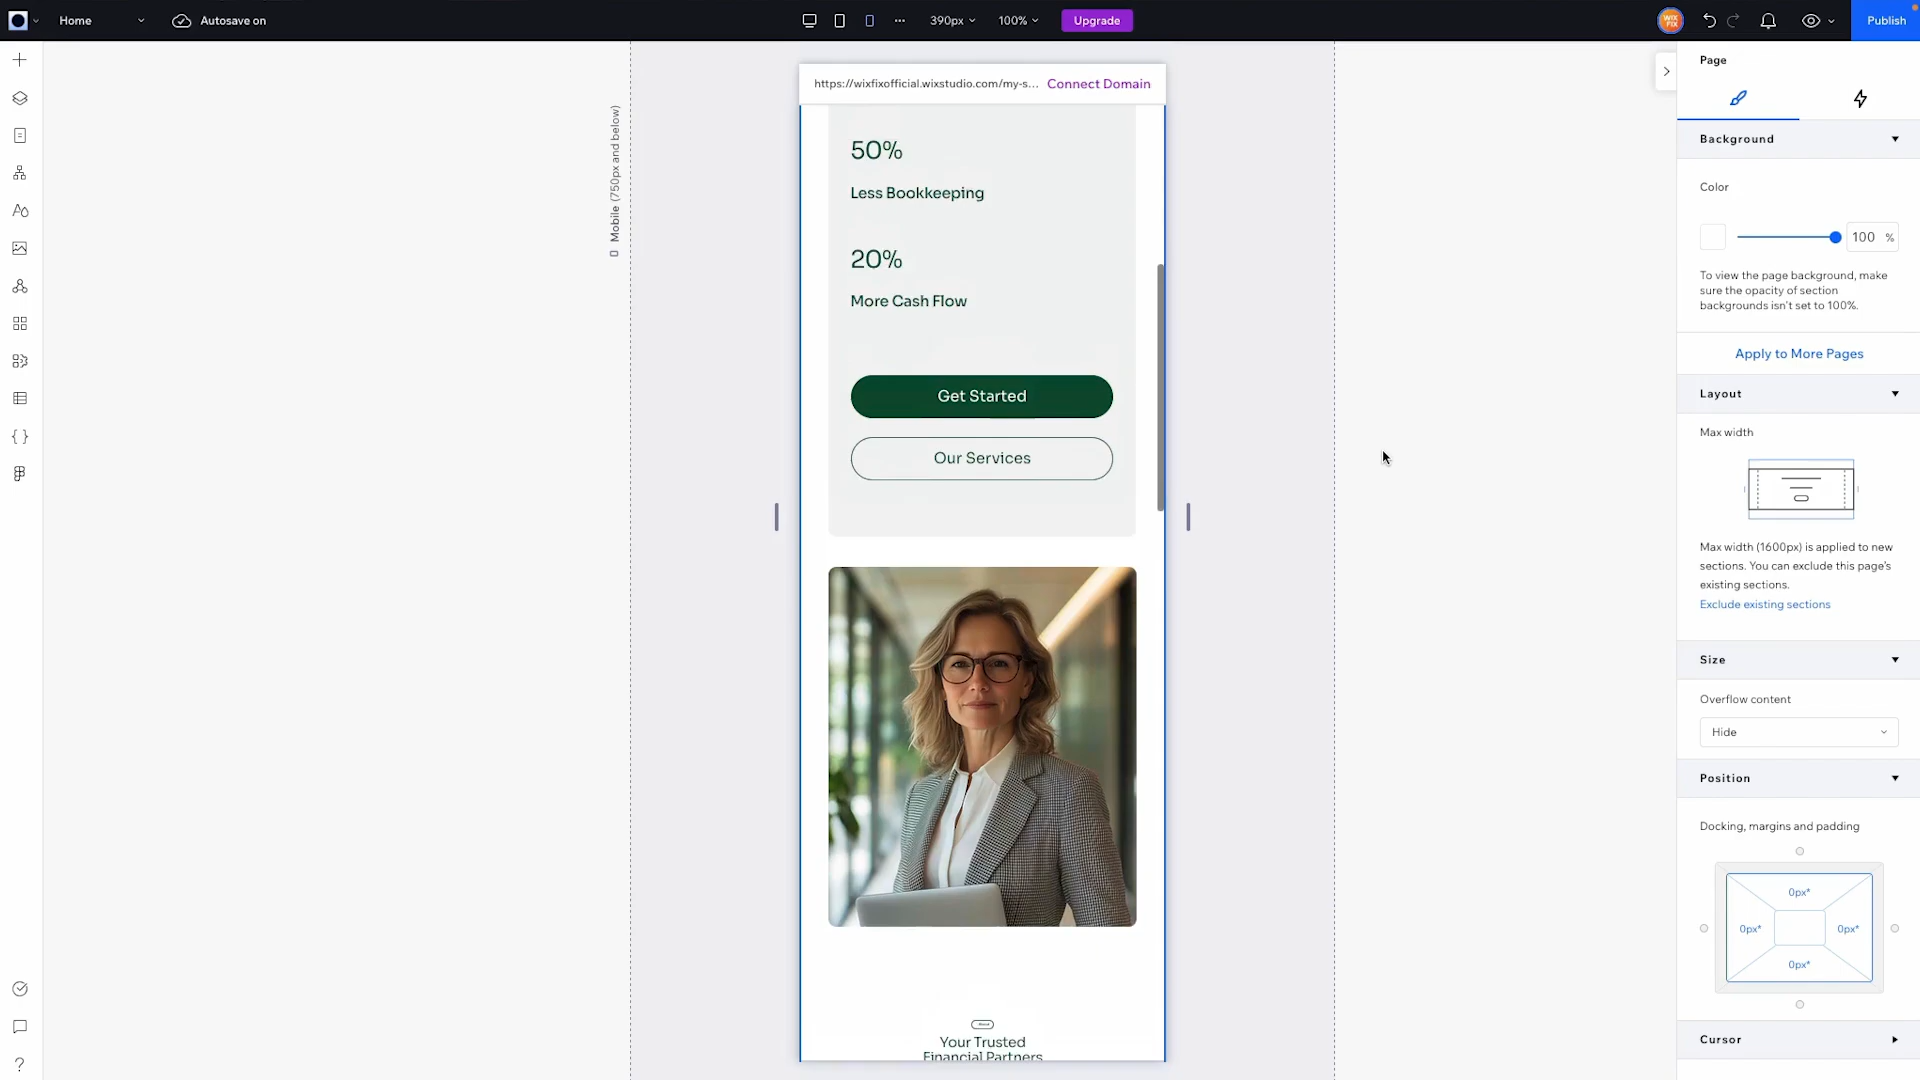 Home
Autosave on
390px
100%
Upgrade
WIX
FIX
Publish
https://wixfixofficial.wixstudio.com/my-s...
Connect Domain
Mobile (750px and below)
50%
Less Bookkeeping
20%
More Cash Flow
Get Started
Our Services
Your Trusted
Financial Partners
Page
Background
Color
100 %
To view the page background, make
sure the opacity of section
backgrounds isn't set to 100%.
Apply to More Pages
Layout
Max width
Max width (1600px) is applied to new
sections. You can exclude this page's
existing sections.
Exclude existing sections
Size
Overflow content
Hide
Position
Docking, margins and padding
0px*
0px*
0px*
0px*
Cursor